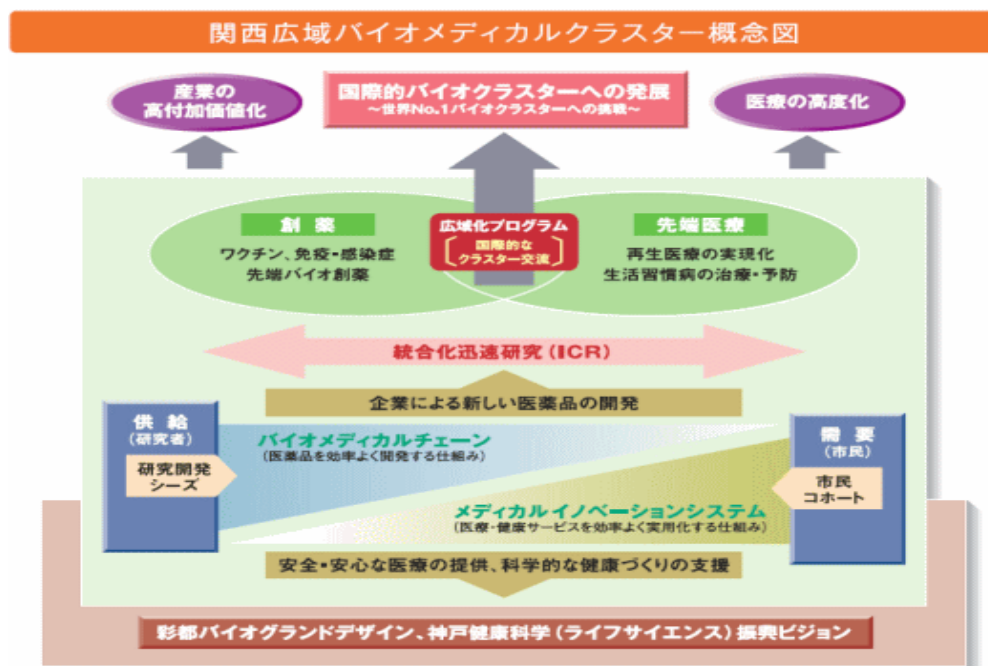 関西広域バイオメディカルクラスター概念図
産業の
高付加価値化
国際的バイオクラスターへの発展
～世界No.1バイオクラスターへの挑戦～
医療の高度化
創薬
ワクチン、免疫・感染症
先端バイオ創薬
広域化プログラム
国際的な
クラスター交流
先端医療
再生医療の実現化
生活習慣病の治療・予防
統合化迅速研究(ICR)
企業による新しい医薬品の開発
供給
(研究者)
研究開発
シーズ
バイオメディカルチェーン
(医薬品を効率よく開発する仕組み)
需要
(市民)
市民
コホート
メディカルイノベーションシステム
(医療・健康サービスを効率よく実用化する仕組み)
安全・安心な医療の提供、科学的な健康づくりの支援
彩都バイオグランドデザイン、神戸健康科学(ライフサイエンス)振興ビジョン